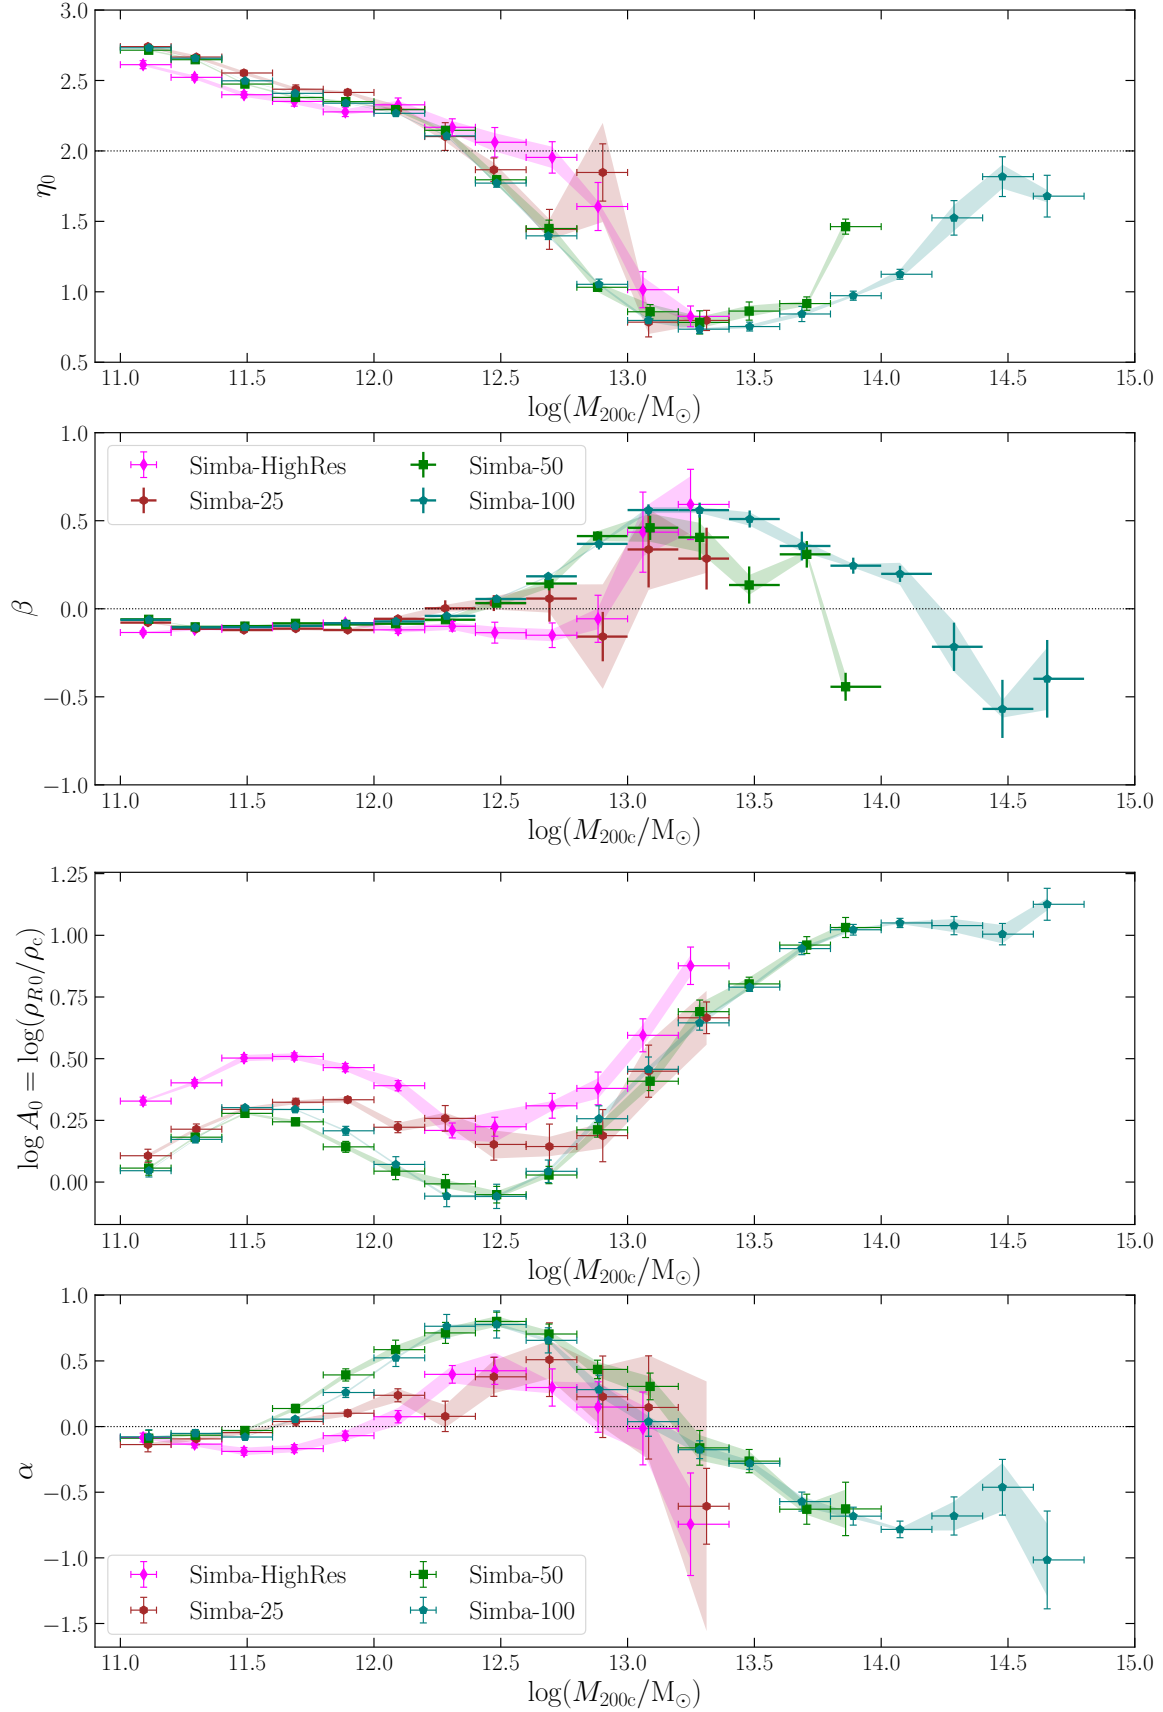 3.0
2.5
2.0
1.5
1.0
0.5
η0
11.0 11.5 12.0 12.5 13.0 13.5 14.0 14.5 15.0
log(M200c/M⊙)
1.0
0.5
0.0
−0.5
−1.0
β
Simba-HighRes Simba-50
Simba-25 Simba-100
11.0 11.5 12.0 12.5 13.0 13.5 14.0 14.5 15.0
log(M200c/M⊙)
1.25
1.00
0.75
0.50
0.25
0.00
log A0 = log(ρR0/ρc)
11.0 11.5 12.0 12.5 13.0 13.5 14.0 14.5 15.0
log(M200c/M⊙)
1.0
0.5
0.0
−0.5
−1.0
−1.5
α
Simba-HighRes Simba-50
Simba-25 Simba-100
11.0 11.5 12.0 12.5 13.0 13.5 14.0 14.5 15.0
log(M200c/M⊙)